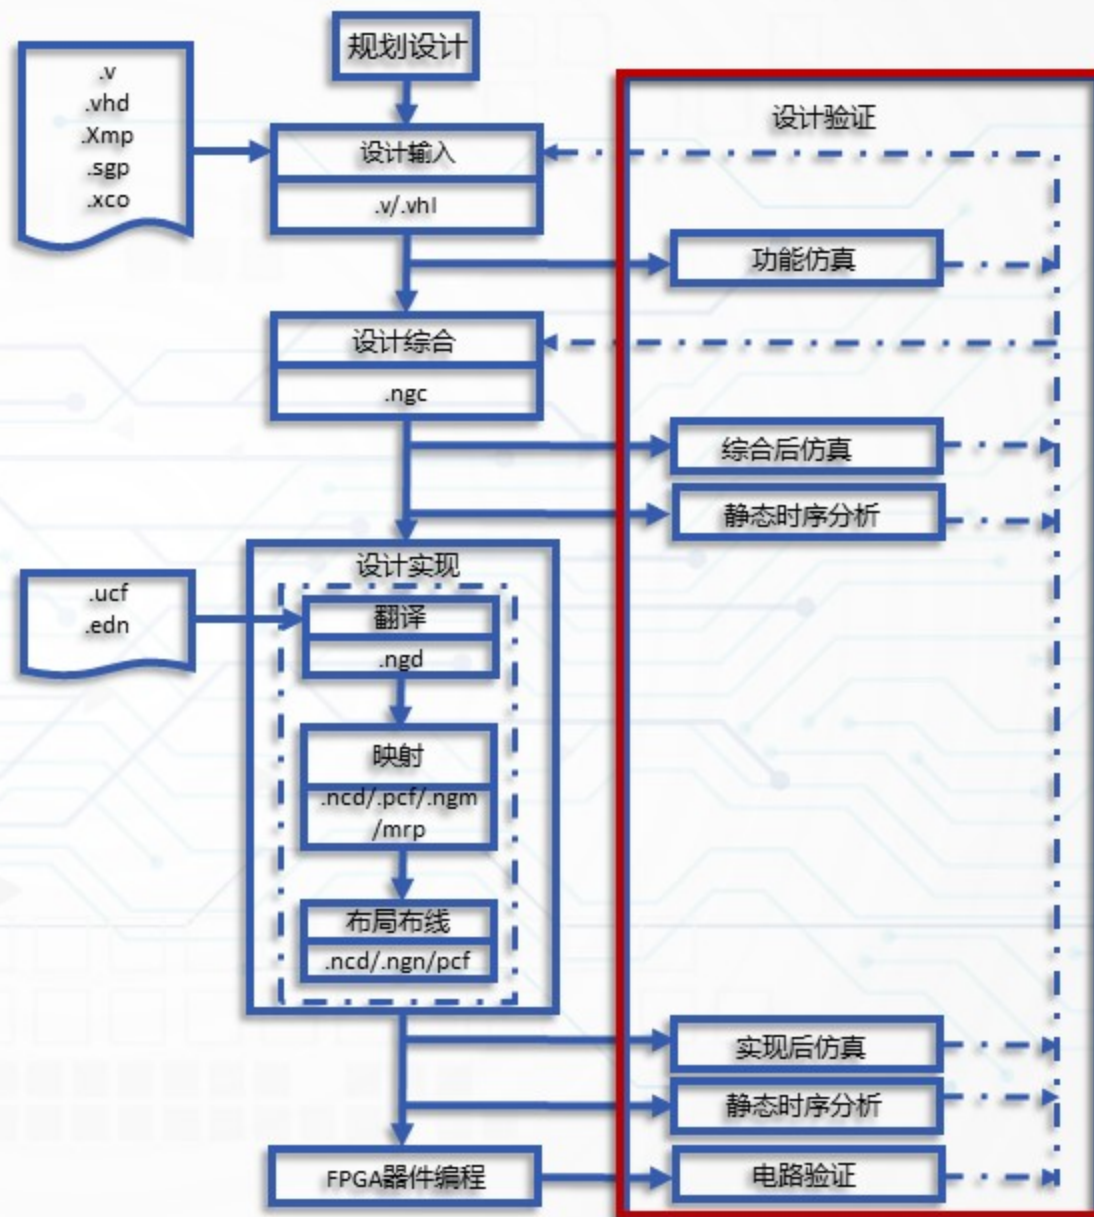 规划设计
.v
.vhd
.Xmp
.sgp
.xco
设计输入
.v/.vhl
设计验证
功能仿真
设计综合
.ngc
综合后仿真
静态时序分析
设计实现
.ucf
.edn
翻译
.ngd
映射
.ncd/.pcf/.ngm
/mrp
布局布线
.ncd/.ngn/pcf
实现后仿真
静态时序分析
FPGA器件编程
电路验证